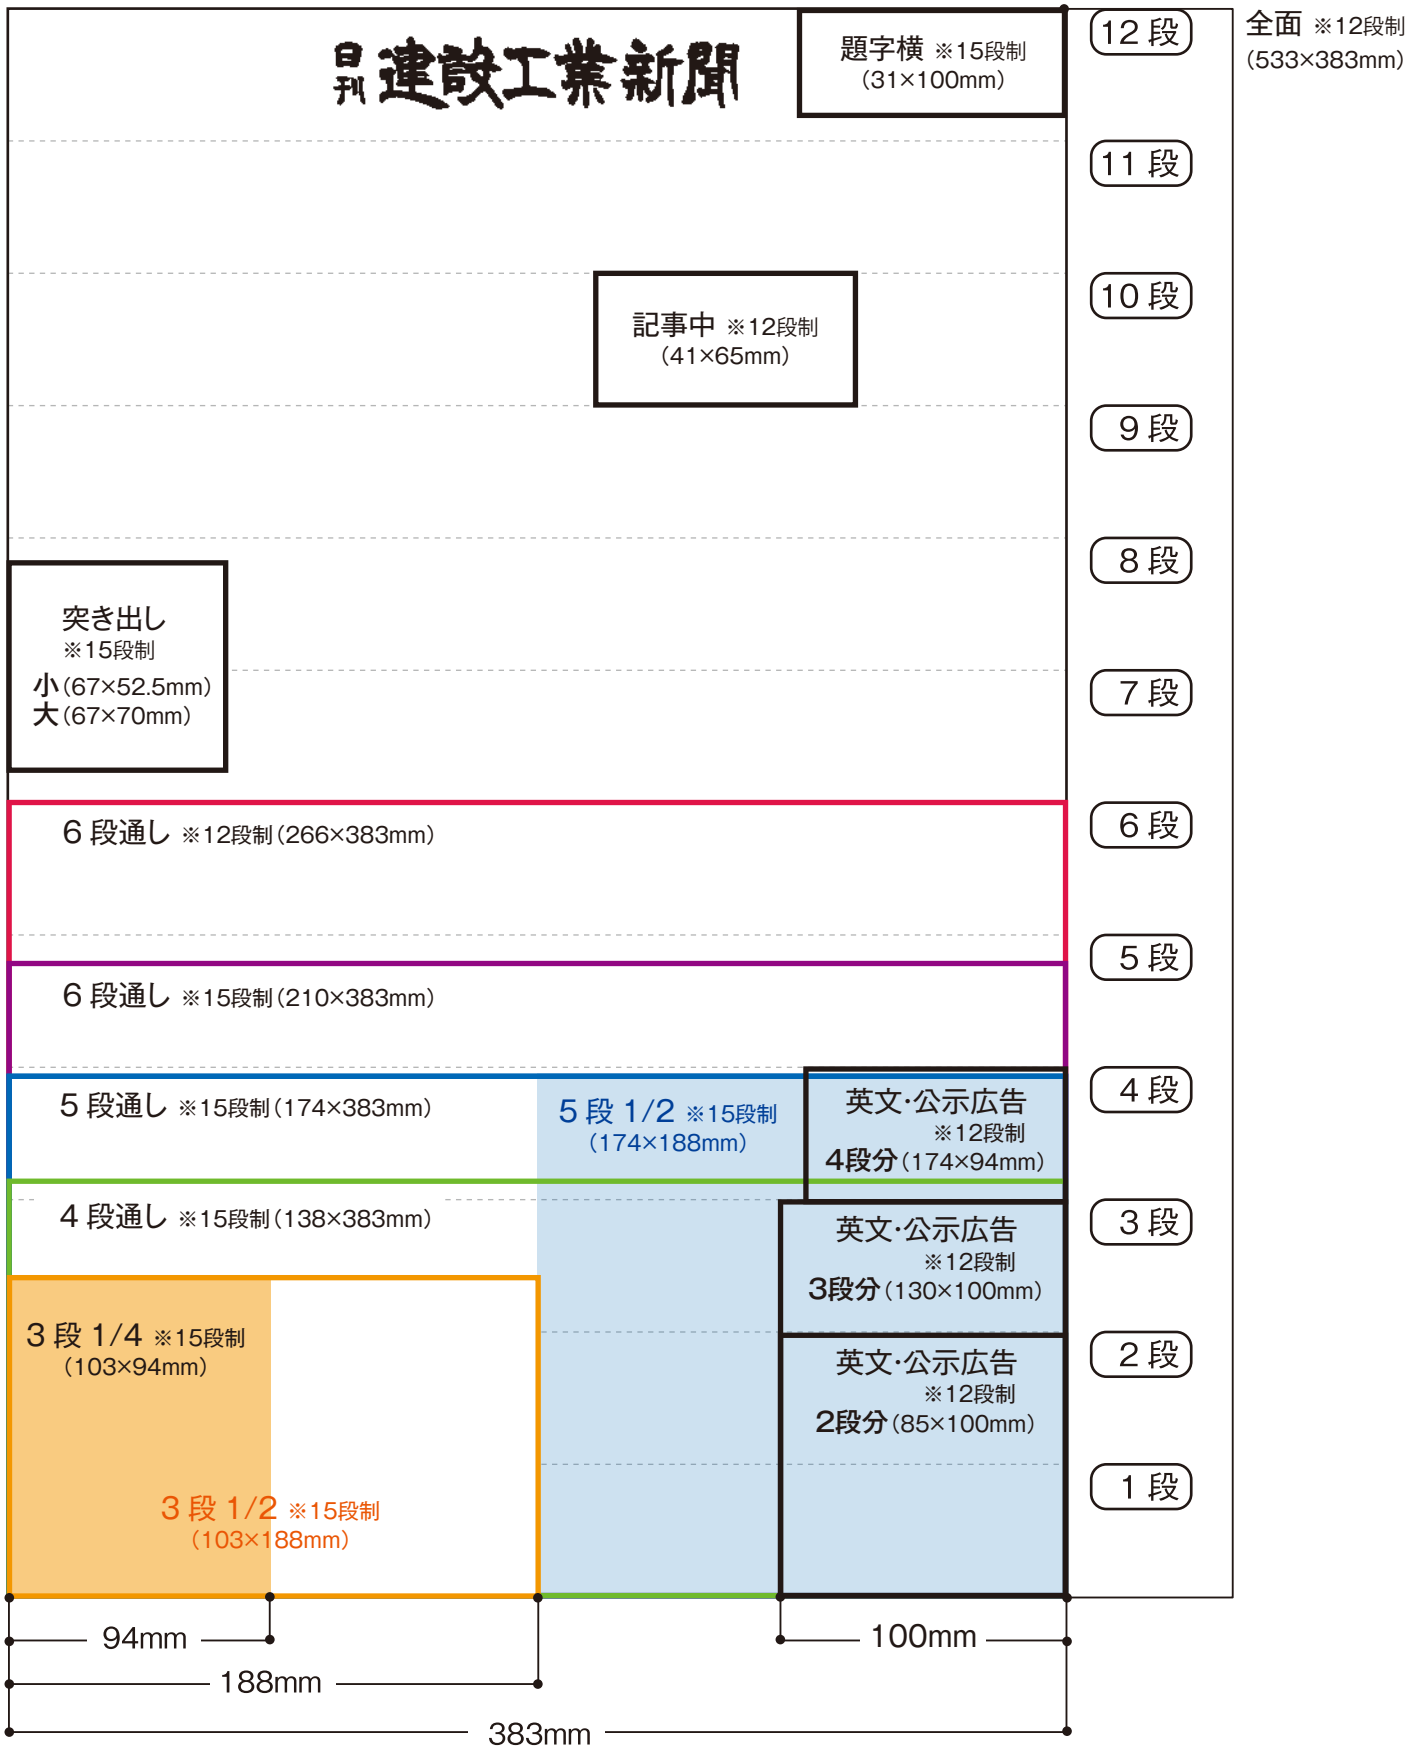 日刊 建設工業新聞
題字横 ※15段制
(31×100mm)
12段
全面 ※12段制
(533×383mm)
11段
10段
記事中 ※12段制
(41×65mm)
9段
8段
突き出し
※15段制
小(67×52.5mm)
大(67×70mm)
7段
6段通し ※12段制(266×383mm)
6段
5段
6段通し ※15段制(210×383mm)
5段通し ※15段制(174×383mm)
5段 1/2 ※15段制
(174×188mm)
英文・公示広告
※12段制
4段分(174×94mm)
4段
4段通し ※15段制(138×383mm)
英文・公示広告
※12段制
3段分(130×100mm)
3段
3段 1/4 ※15段制
(103×94mm)
英文・公示広告
※12段制
2段分(85×100mm)
2段
3段 1/2 ※15段制
(103×188mm)
1段
94mm
100mm
188mm
383mm